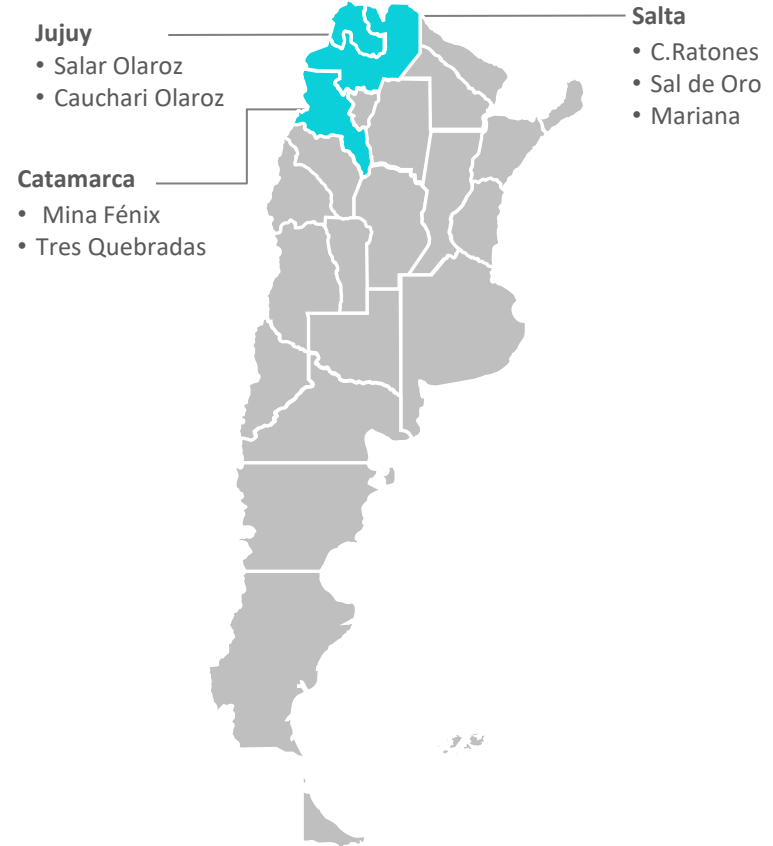 Jujuy
• Salar Olaroz
• Cauchari Olaroz
Salta
• C.Ratones
• Sal de Oro
• Mariana
Catamarca
• Mina Fénix
• Tres Quebradas